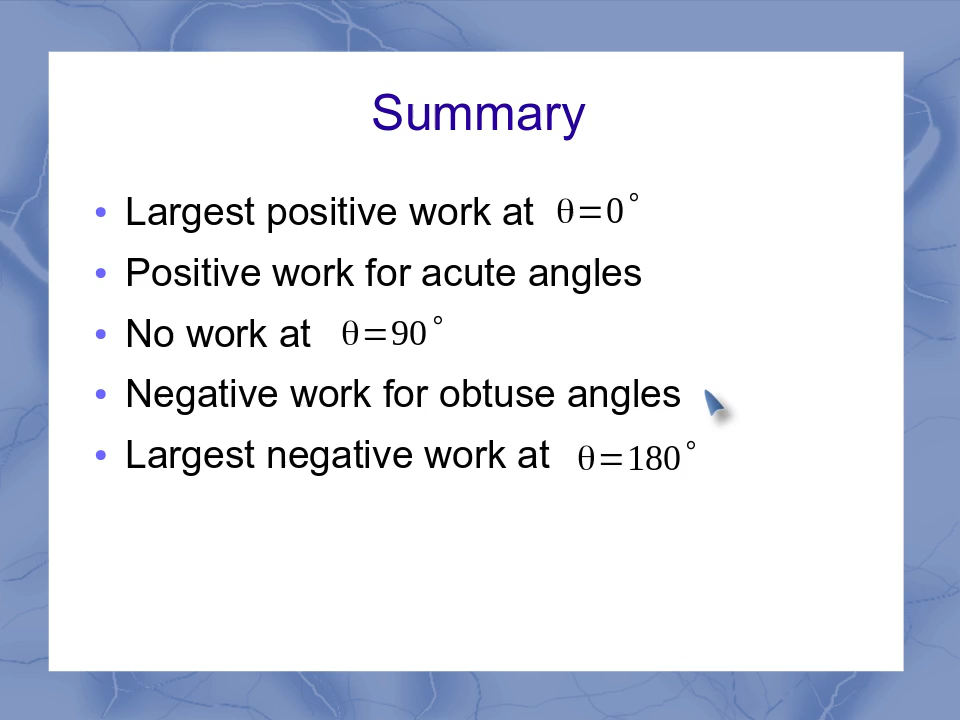 Summary
• Largest positive work at θ=0°
• Positive work for acute angles
• No work at θ=90°
• Negative work for obtuse angles
• Largest negative work at θ=180°